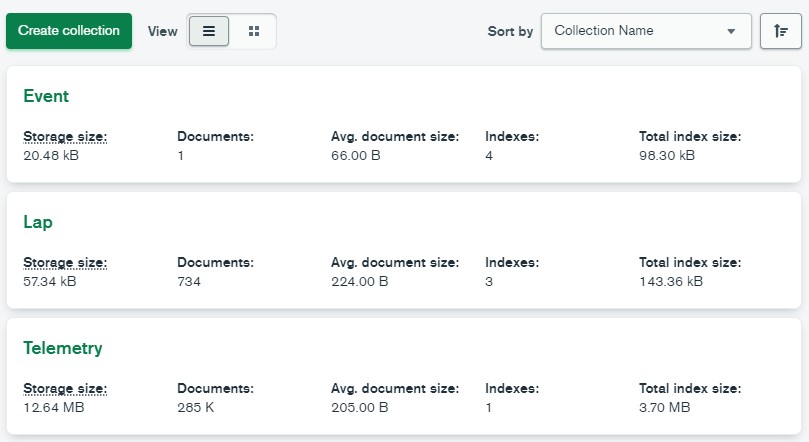 Create collection View Sort by Collection Name
Event
Storage size: Documents: Avg. document size: Indexes: Total index size:
20.48 kB 1 66.00 B 4 98.30 kB
Lap
Storage size: Documents: Avg. document size: Indexes: Total index size:
57.34 kB 734 224.00 B 3 143.36 kB
Telemetry
Storage size: Documents: Avg. document size: Indexes: Total index size:
12.64 MB 285 K 205.00 B 1 3.70 MB